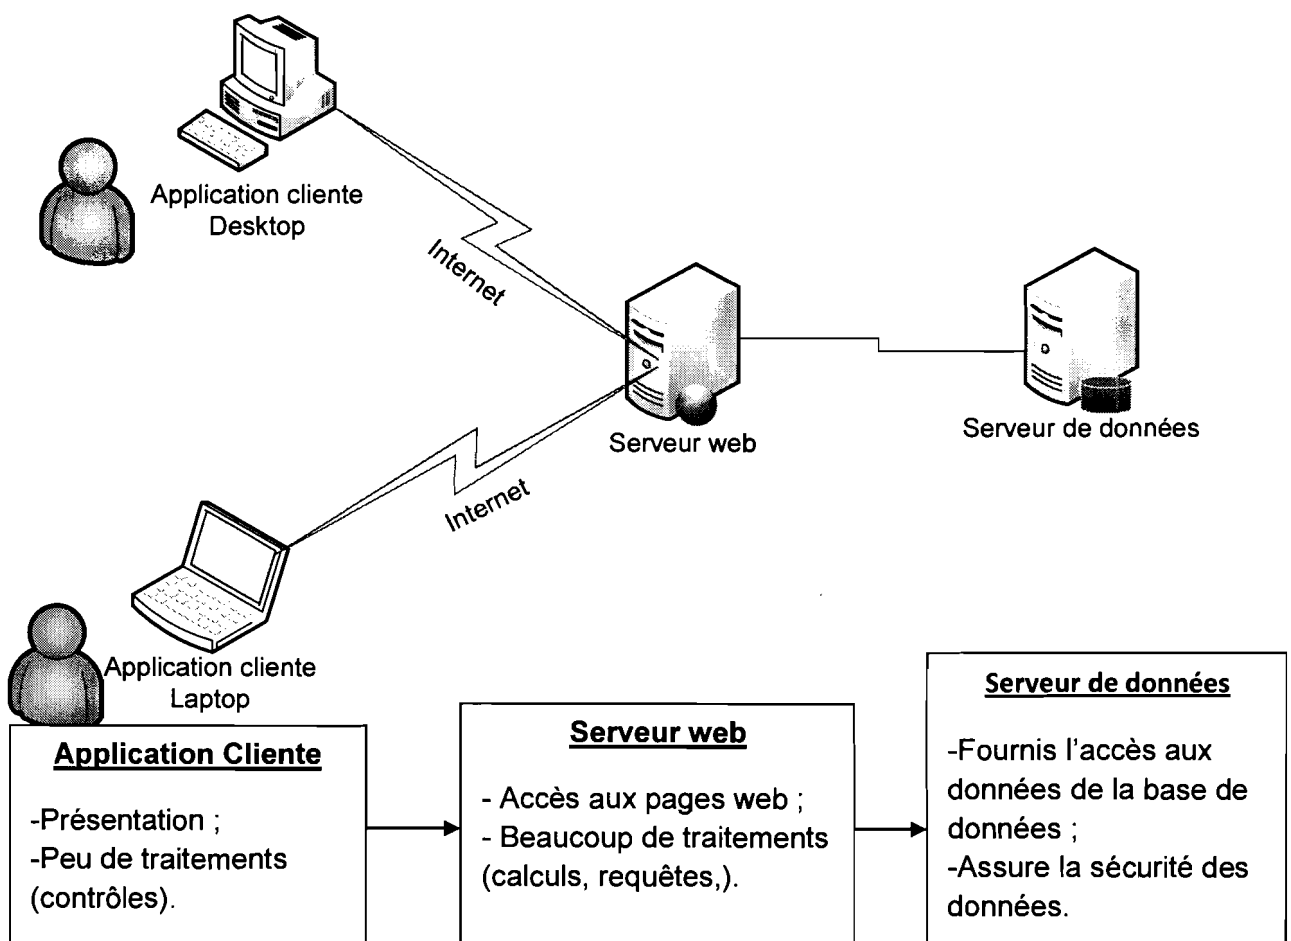 Application cliente
Desktop
Internet
Serveur web
Serveur de données
Internet
Application cliente
Laptop
Application Cliente
-Présentation ;
-Peu de traitements
(contrôles).
Serveur web
- Accès aux pages web ;
- Beaucoup de traitements
(calculs, requêtes,).
Serveur de données
-Fournis l'accès aux
données de la base de
données ;
-Assure la sécurité des
données.